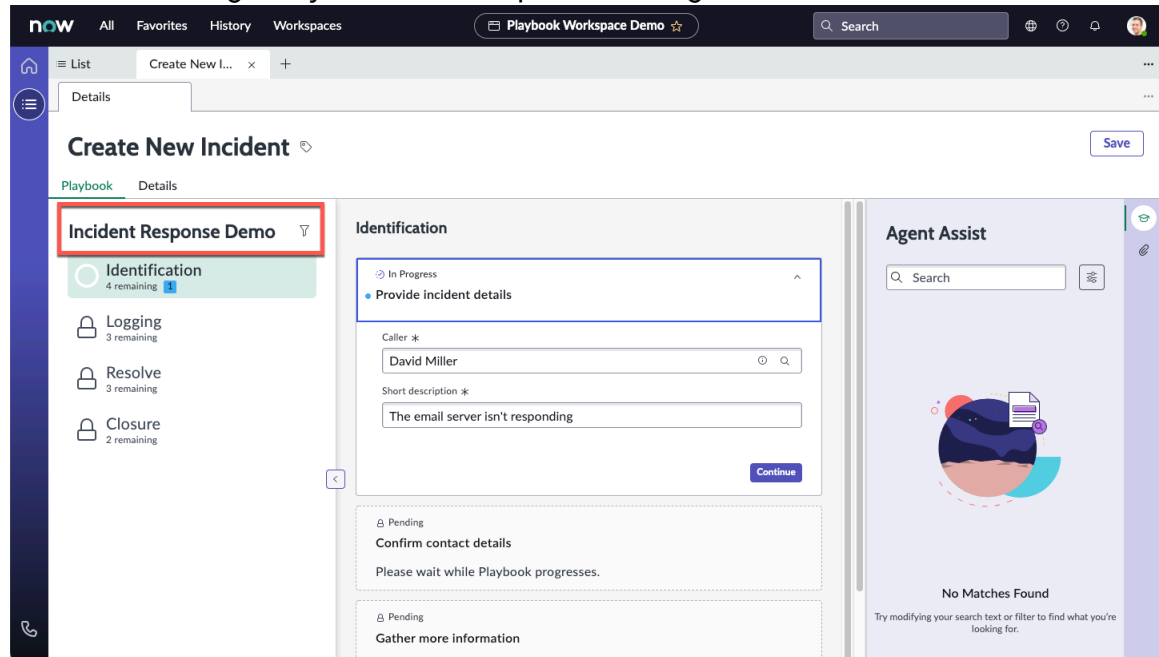 now All Favorites History Workspaces Playbook Workspace Demo Search
List Create New I... × +
Details
Create New Incident Save
Playbook Details
Incident Response Demo
Identification
4 remaining 1
Logging
3 remaining
Resolve
3 remaining
Closure
2 remaining
Identification
In Progress
Provide incident details
Caller *
David Miller
Short description *
The email server isn't responding
Continue
Pending
Confirm contact details
Please wait while Playbook progresses.
Pending
Gather more information
Agent Assist
Search
No Matches Found
Try modifying your search text or filter to find what you're
looking for.